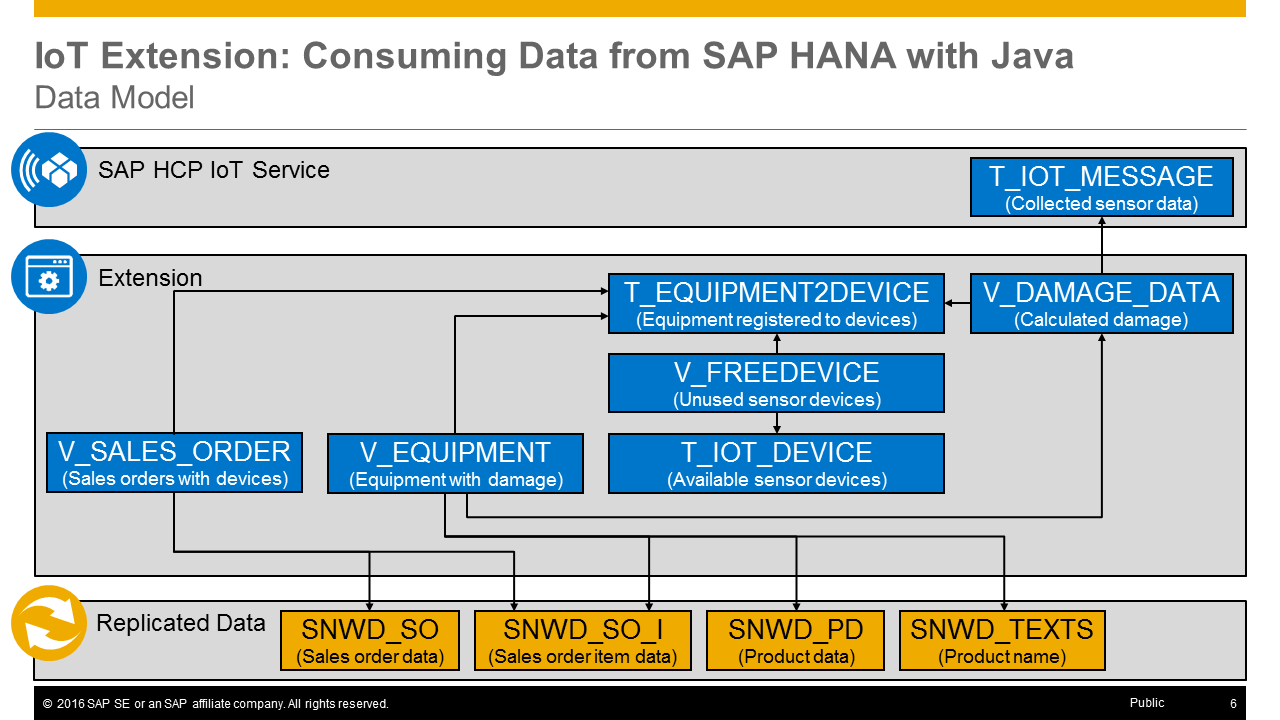 IoT Extension: Consuming Data from SAP HANA with Java
Data Model
SAP HCP IoT Service
T_IOT_MESSAGE
(Collected sensor data)
Extension
T_EQUIPMENT2DEVICE
(Equipment registered to devices)
V_DAMAGE_DATA
(Calculated damage)
V_FREEDEVICE
(Unused sensor devices)
V_SALES_ORDER
(Sales orders with devices)
V_EQUIPMENT
(Equipment with damage)
T_IOT_DEVICE
(Available sensor devices)
Replicated Data
SNWD_SO
(Sales order data)
SNWD_SO_I
(Sales order item data)
SNWD_PD
(Product data)
SNWD_TEXTS
(Product name)
© 2016 SAP SE or an SAP affiliate company. All rights reserved.
Public
6